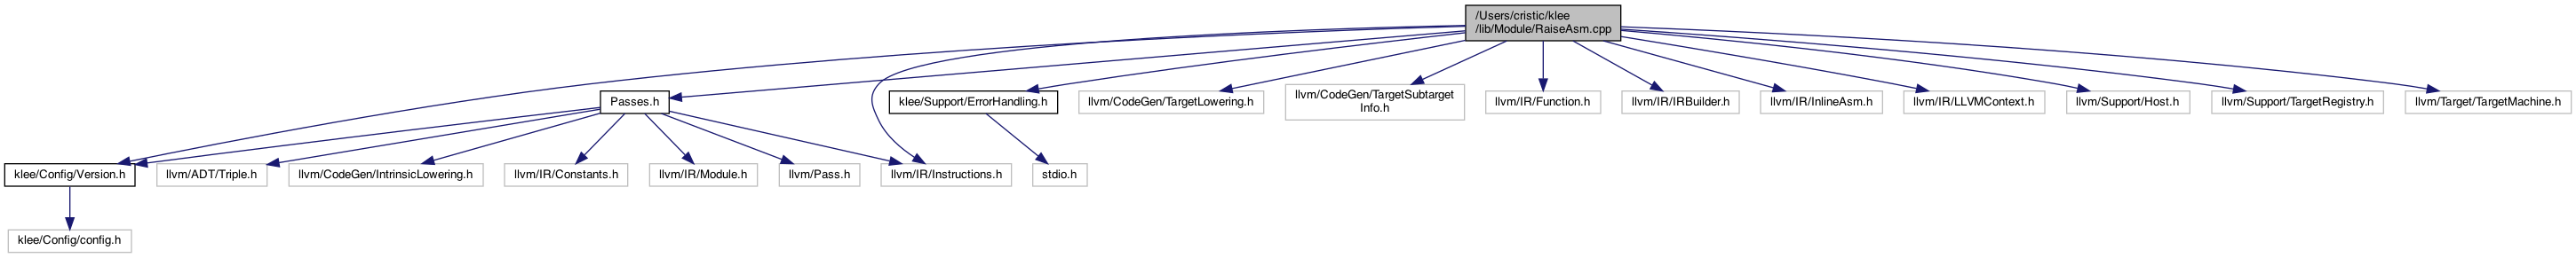 /Users/cristic/klee
/lib/Module/RaiseAsm.cpp
Passes.h
klee/Support/ErrorHandling.h
llvm/CodeGen/TargetLowering.h
llvm/CodeGen/TargetSubtarget
Info.h
llvm/IR/Function.h
llvm/IR/IRBuilder.h
llvm/IR/InlineAsm.h
llvm/IR/LLVMContext.h
llvm/Support/Host.h
llvm/Support/TargetRegistry.h
llvm/Target/TargetMachine.h
klee/Config/Version.h
llvm/ADT/Triple.h
llvm/CodeGen/IntrinsicLowering.h
llvm/IR/Constants.h
llvm/IR/Module.h
llvm/Pass.h
llvm/IR/Instructions.h
stdio.h
klee/Config/config.h